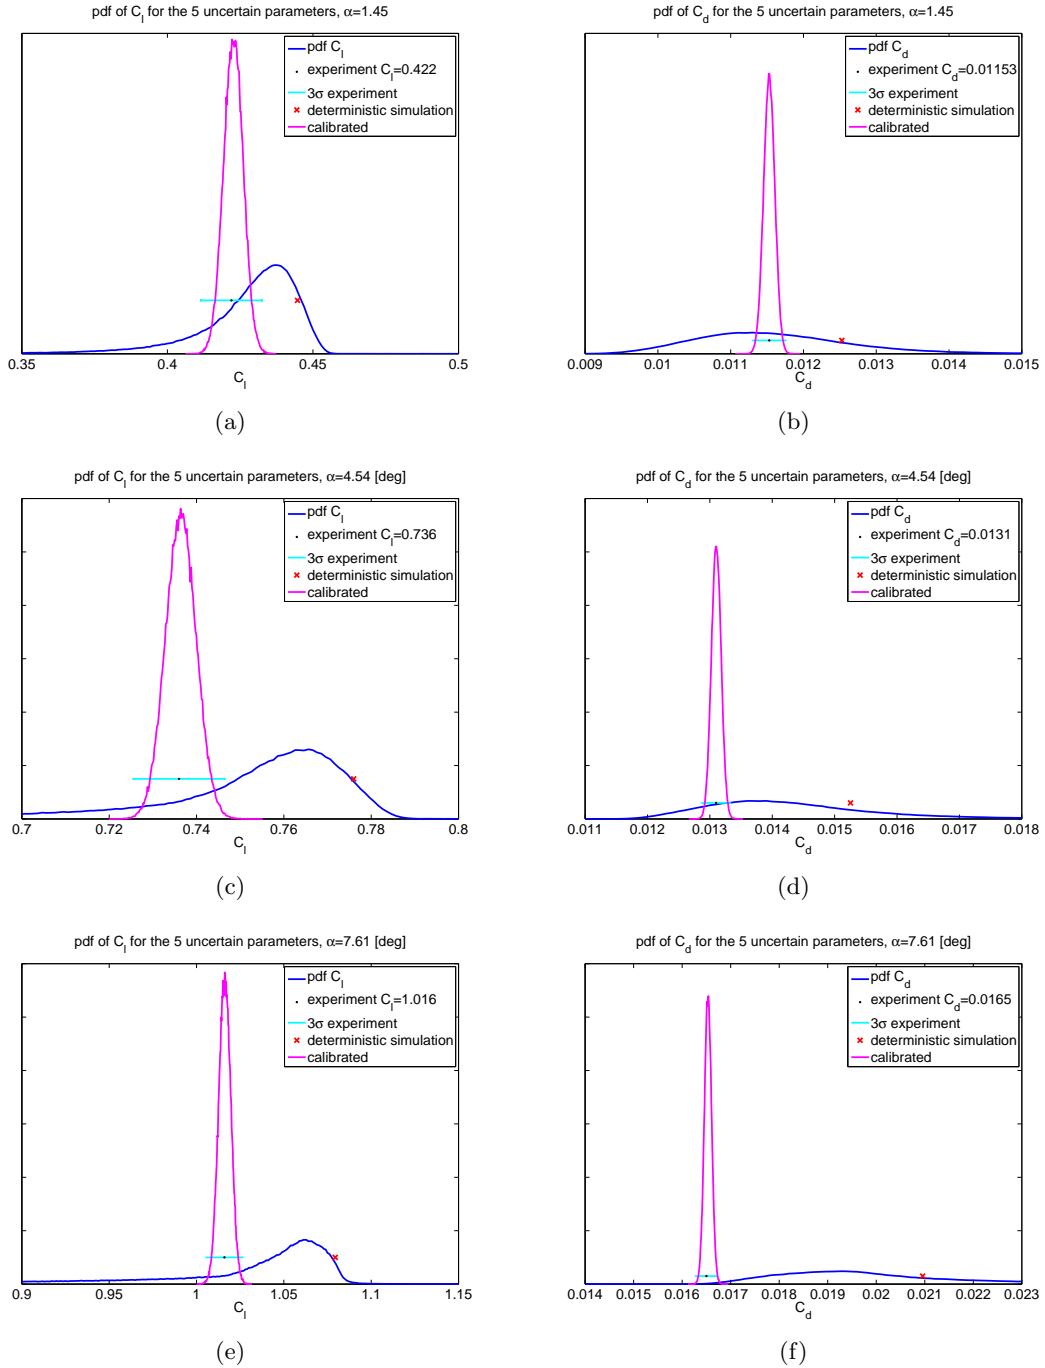 pdf of C_l for the 5 uncertain parameters, α=1.45
pdf C_l
experiment C_l=0.422
3σ experiment
deterministic simulation
calibrated
0.35 0.4 0.45 0.5
C_l
(a)
pdf of C_d for the 5 uncertain parameters, α=1.45
pdf C_d
experiment C_d=0.01153
3σ experiment
deterministic simulation
calibrated
0.009 0.01 0.011 0.012 0.013 0.014 0.015
C_d
(b)
pdf of C_l for the 5 uncertain parameters, α=4.54 [deg]
pdf C_l
experiment C_l=0.736
3σ experiment
deterministic simulation
calibrated
0.7 0.72 0.74 0.76 0.78 0.8
C_l
(c)
pdf of C_d for the 5 uncertain parameters, α=4.54 [deg]
pdf C_d
experiment C_d=0.0131
3σ experiment
deterministic simulation
calibrated
0.011 0.012 0.013 0.014 0.015 0.016 0.017 0.018
C_d
(d)
pdf of C_l for the 5 uncertain parameters, α=7.61 [deg]
pdf C_l
experiment C_l=1.016
3σ experiment
deterministic simulation
calibrated
0.9 0.95 1 1.05 1.1 1.15
C_l
(e)
pdf of C_d for the 5 uncertain parameters, α=7.61 [deg]
pdf C_d
experiment C_d=0.0165
3σ experiment
deterministic simulation
calibrated
0.014 0.015 0.016 0.017 0.018 0.019 0.02 0.021 0.022 0.023
C_d
(f)